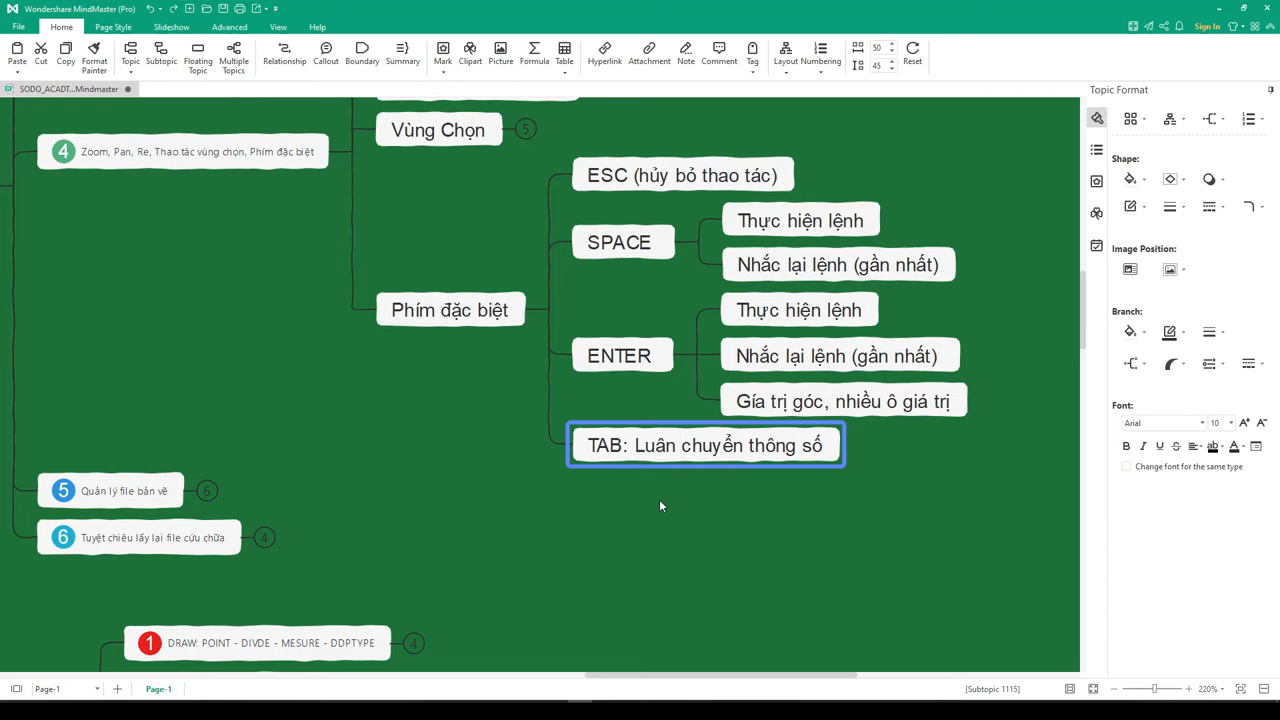 Wondershare MindMaster (Pro)
File Home Page Style Slideshow Advanced View Help
Sign In
Paste Cut Copy Format Painter Topic Subtopic Floating Topic Multiple Topics Relationship Callout Boundary Summary Mark Clipart Picture Formula Table Hyperlink Attachment Note Comment Tag Layout Numbering 50 45 Reset
SODO_ACADT...Mindmaster
Topic Format
Vùng Chọn 5
4 Zoom, Pan, Re, Thao tác vùng chọn, Phím đặc biệt
ESC (hủy bỏ thao tác)
SPACE
Thực hiện lệnh
Nhắc lại lệnh (gần nhất)
Phím đặc biệt
ENTER
Thực hiện lệnh
Nhắc lại lệnh (gần nhất)
Gía trị góc, nhiều ô giá trị
TAB: Luân chuyển thông số
5 Quản lý file bản vẽ 6
6 Tuyệt chiêu lấy lại file cứu chữa 4
1 DRAW: POINT - DIVDE - MESURE - DDPTYPE 4
Shape:
Image Position:
Branch:
Font:
Arial 10
Change font for the same type
Page-1 Page-1 [Subtopic 1115] 220%